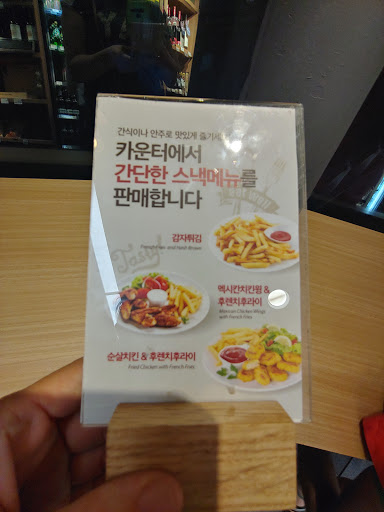 간식이나 안주로 맛있게 즐기세
카운터에서
간단한 스낵메뉴를
판매합니다
감자튀김
and Hash Brown
Tasty
멕시칸치킨윙 &
후렌치후라이
Mexican Chicken Wings
with French Fries
순살치킨 & 후렌치후라이
Fried Chicken with French Fries